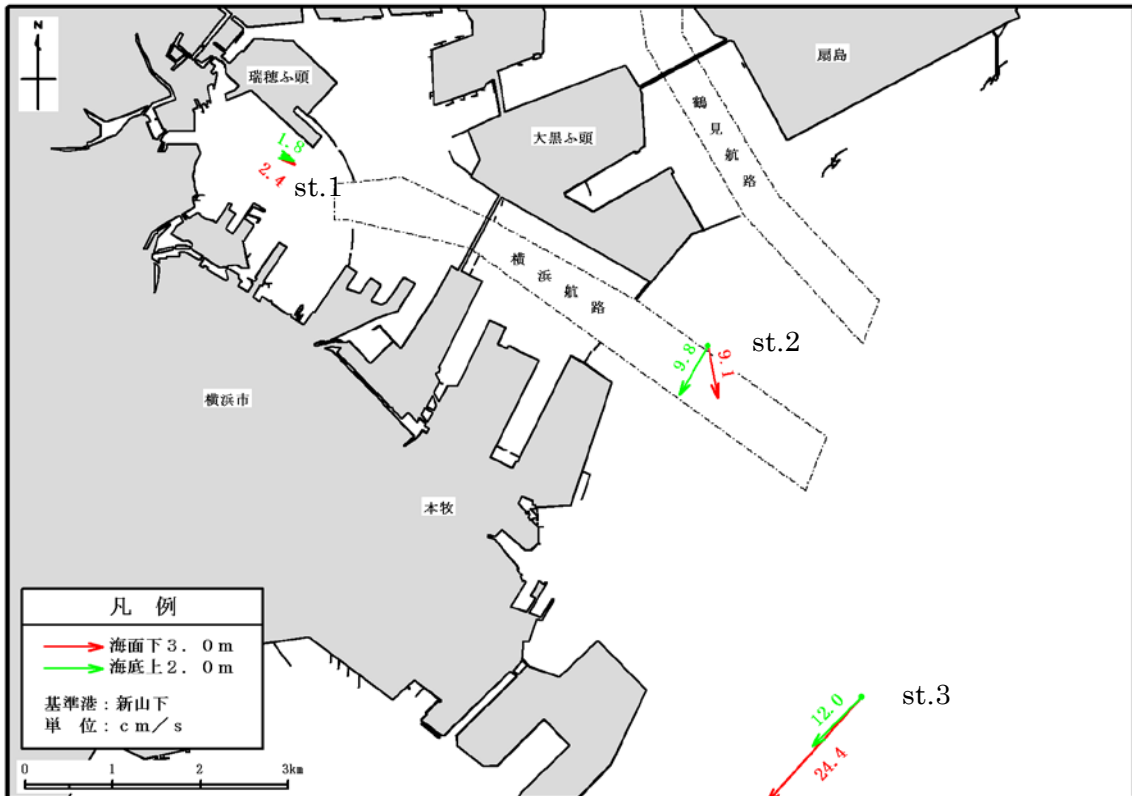 N
瑞穂ふ頭
扇島
鶴見航路
大黒ふ頭
1.8
2.4
st.1
横浜航路
st.2
9.8
9.1
横浜市
本牧
凡 例
海面下3. 0m
海底上2. 0m
基準港:新山下
単 位:cm/s
st.3
12.0
24.4
0 1 2 3km